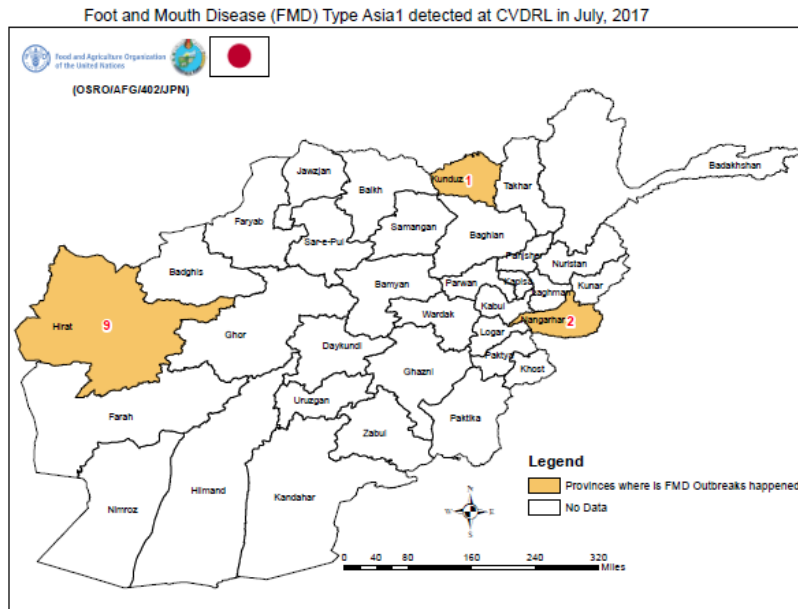 Foot and Mouth Disease (FMD) Type Asia1 detected at CVDRL in July, 2017
Food and Agriculture Organization
of the United Nations
(OSRO/AFG/402/JPN)
Badakhshan
Jawzjan
Balkh
Kunduz 1
Takhar
Faryab
Samangan
Sar-e-Pul
Baghlan
Panjsher
Nuristan
Badghis
Bamyan
Parwan
Kapisa
Laghman
Kunar
Hirat 9
Ghor
Wardak
Kabul
Nangarhar 2
Logar
Daykundi
Paktya
Ghazni
Khost
Uruzgan
Farah
Paktika
Zabul
Hilmand
Kandahar
Nimroz
Legend
Provinces where is FMD Outbreaks happened
No Data
N
W E
S
0 40 80 160 240 320
Miles